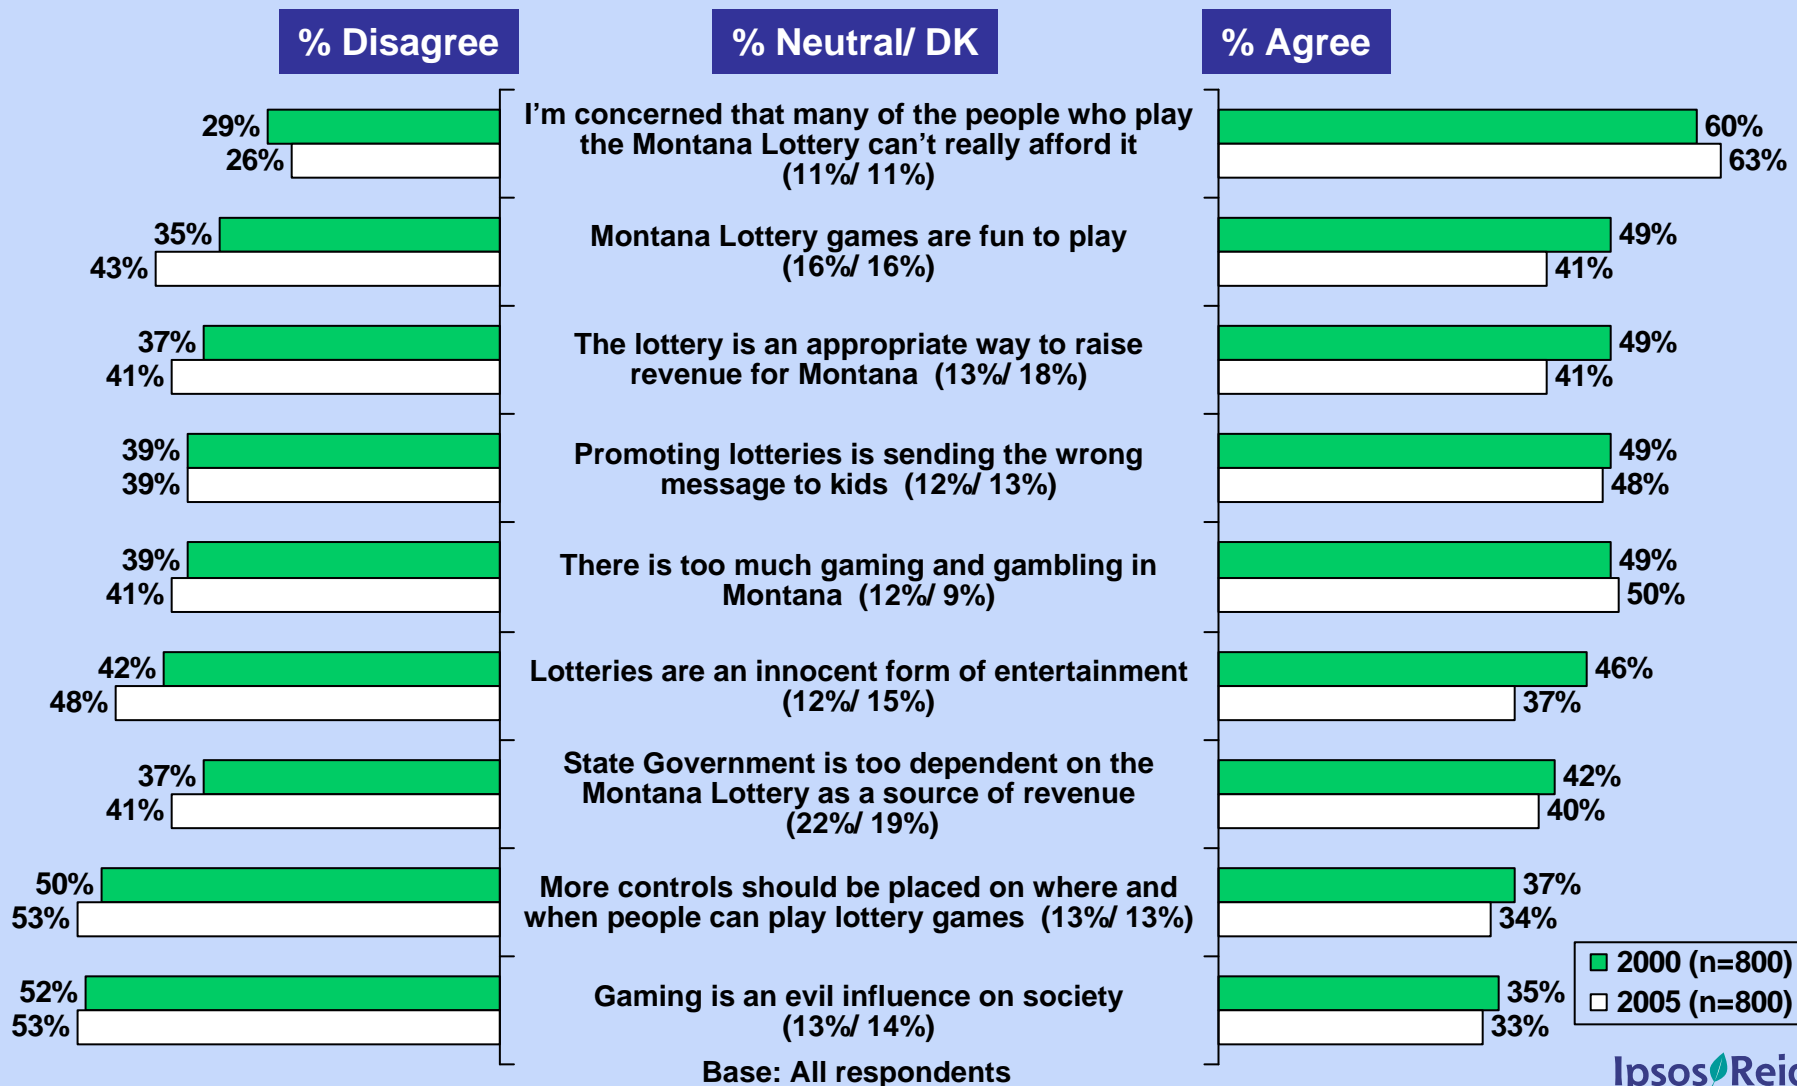 % Disagree
% Neutral/ DK
% Agree
29%
26%
I'm concerned that many of the people who play
the Montana Lottery can't really afford it
(11%/ 11%)
60%
63%
35%
43%
Montana Lottery games are fun to play
(16%/ 16%)
49%
41%
37%
41%
The lottery is an appropriate way to raise
revenue for Montana (13%/ 18%)
49%
41%
39%
39%
Promoting lotteries is sending the wrong
message to kids (12%/ 13%)
49%
48%
39%
41%
There is too much gaming and gambling in
Montana (12%/ 9%)
49%
50%
42%
48%
Lotteries are an innocent form of entertainment
(12%/ 15%)
46%
37%
37%
41%
State Government is too dependent on the
Montana Lottery as a source of revenue
(22%/ 19%)
42%
40%
50%
53%
More controls should be placed on where and
when people can play lottery games (13%/ 13%)
37%
34%
52%
53%
Gaming is an evil influence on society
(13%/ 14%)
35%
33%
2000 (n=800)
2005 (n=800)
Base: All respondents
Ipsos Reid